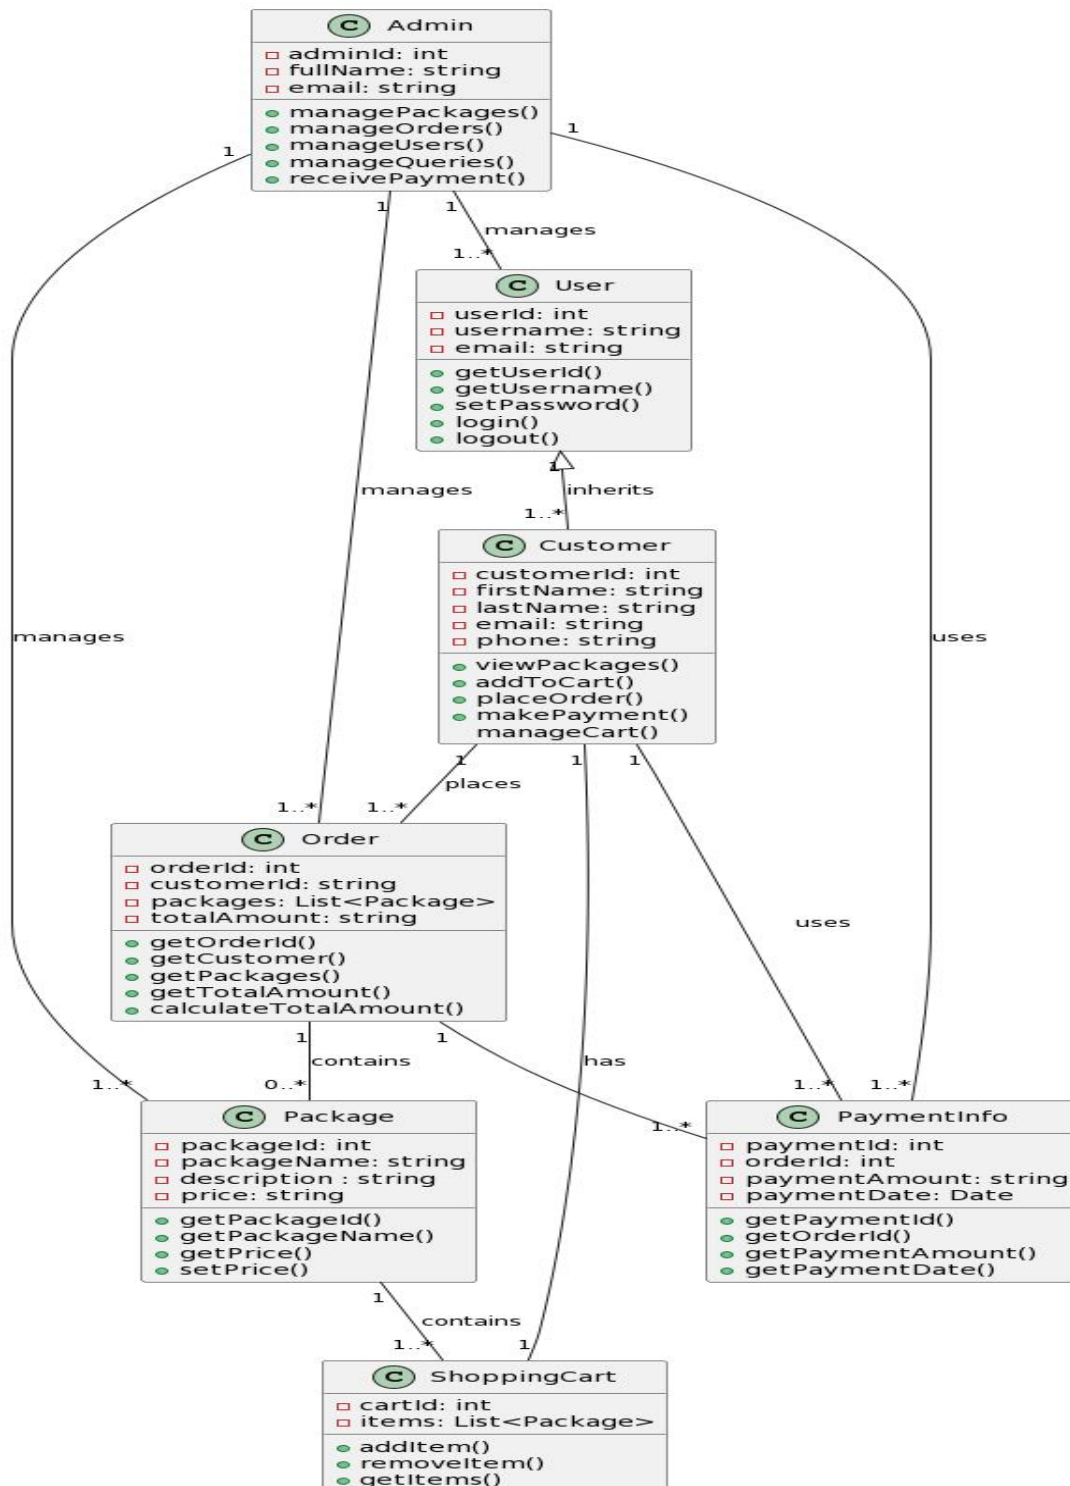 C Admin
adminId: int
fullName: string
email: string
managePackages()
manageOrders()
manageUsers()
manageQueries()
receivePayment()
1
1
1
1
manages
1..*
C User
userId: int
username: string
email: string
getUserId()
getUsername()
setPassword()
login()
logout()
1
manages
inherits
1..*
C Customer
customerId: int
firstName: string
lastName: string
email: string
phone: string
viewPackages()
addToCart()
placeOrder()
makePayment()
manageCart()
manages
uses
1
1
1
places
1..*
1..*
C Order
orderId: int
customerId: string
packages: List<Package>
totalAmount: string
getOrderId()
getCustomer()
getPackages()
getTotalAmount()
calculateTotalAmount()
uses
1
1
contains
has
1..*
0..*
1..*
1..*
1..*
C Package
packageId: int
packageName: string
description : string
price: string
getPackageId()
getPackageName()
getPrice()
setPrice()
C PaymentInfo
paymentId: int
orderId: int
paymentAmount: string
paymentDate: Date
getPaymentId()
getOrderId()
getPaymentAmount()
getPaymentDate()
1
contains
1..*
1
C ShoppingCart
cartId: int
items: List<Package>
addItem()
removeItem()
getItems()